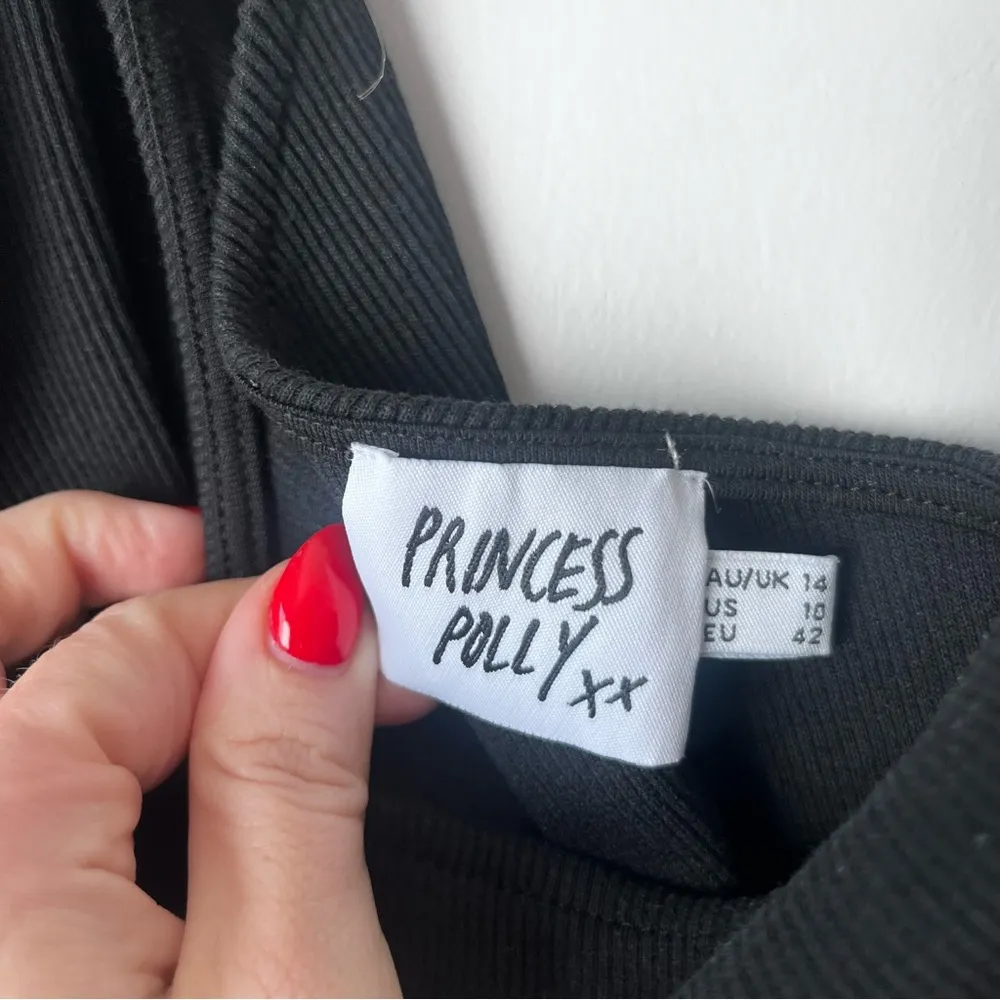 PRINCESS
POLLY xx
AU/UK 14
US 10
EU 42